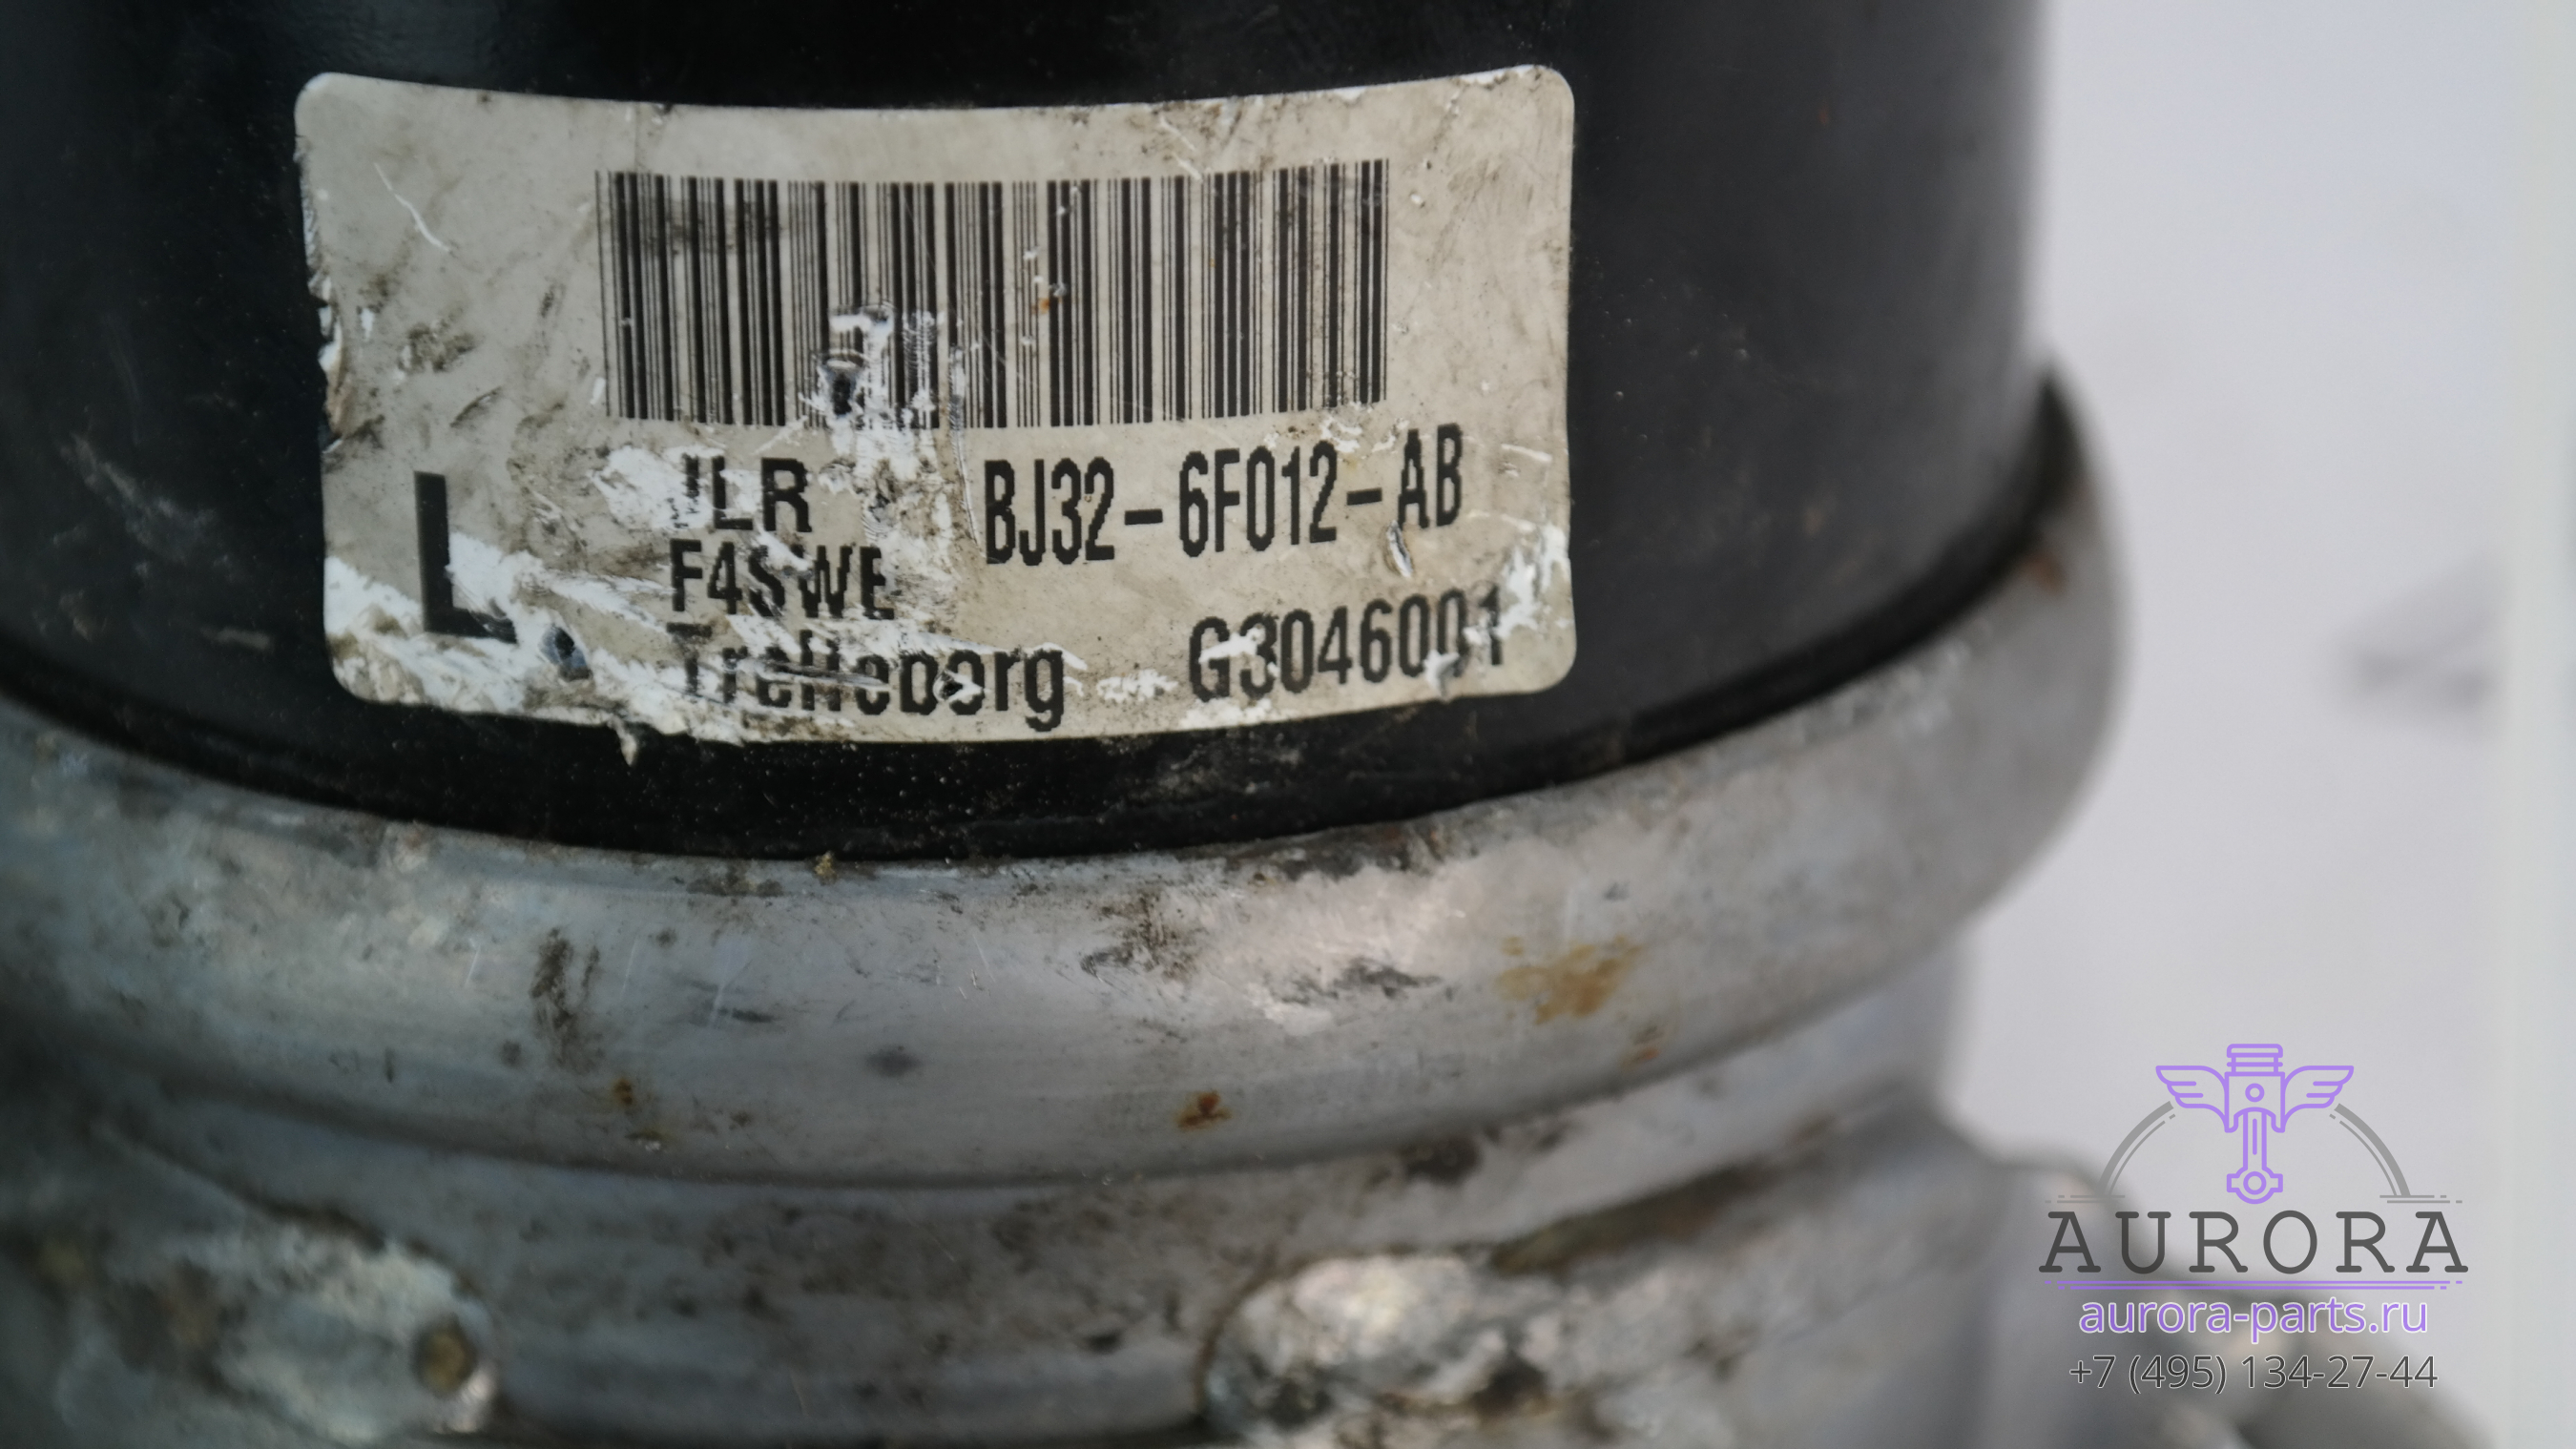 L
JLR BJ32-6F012-AB
F4SWE
Trelleborg G3046001
AURORA
aurora-parts.ru
+7 (495) 134-27-44